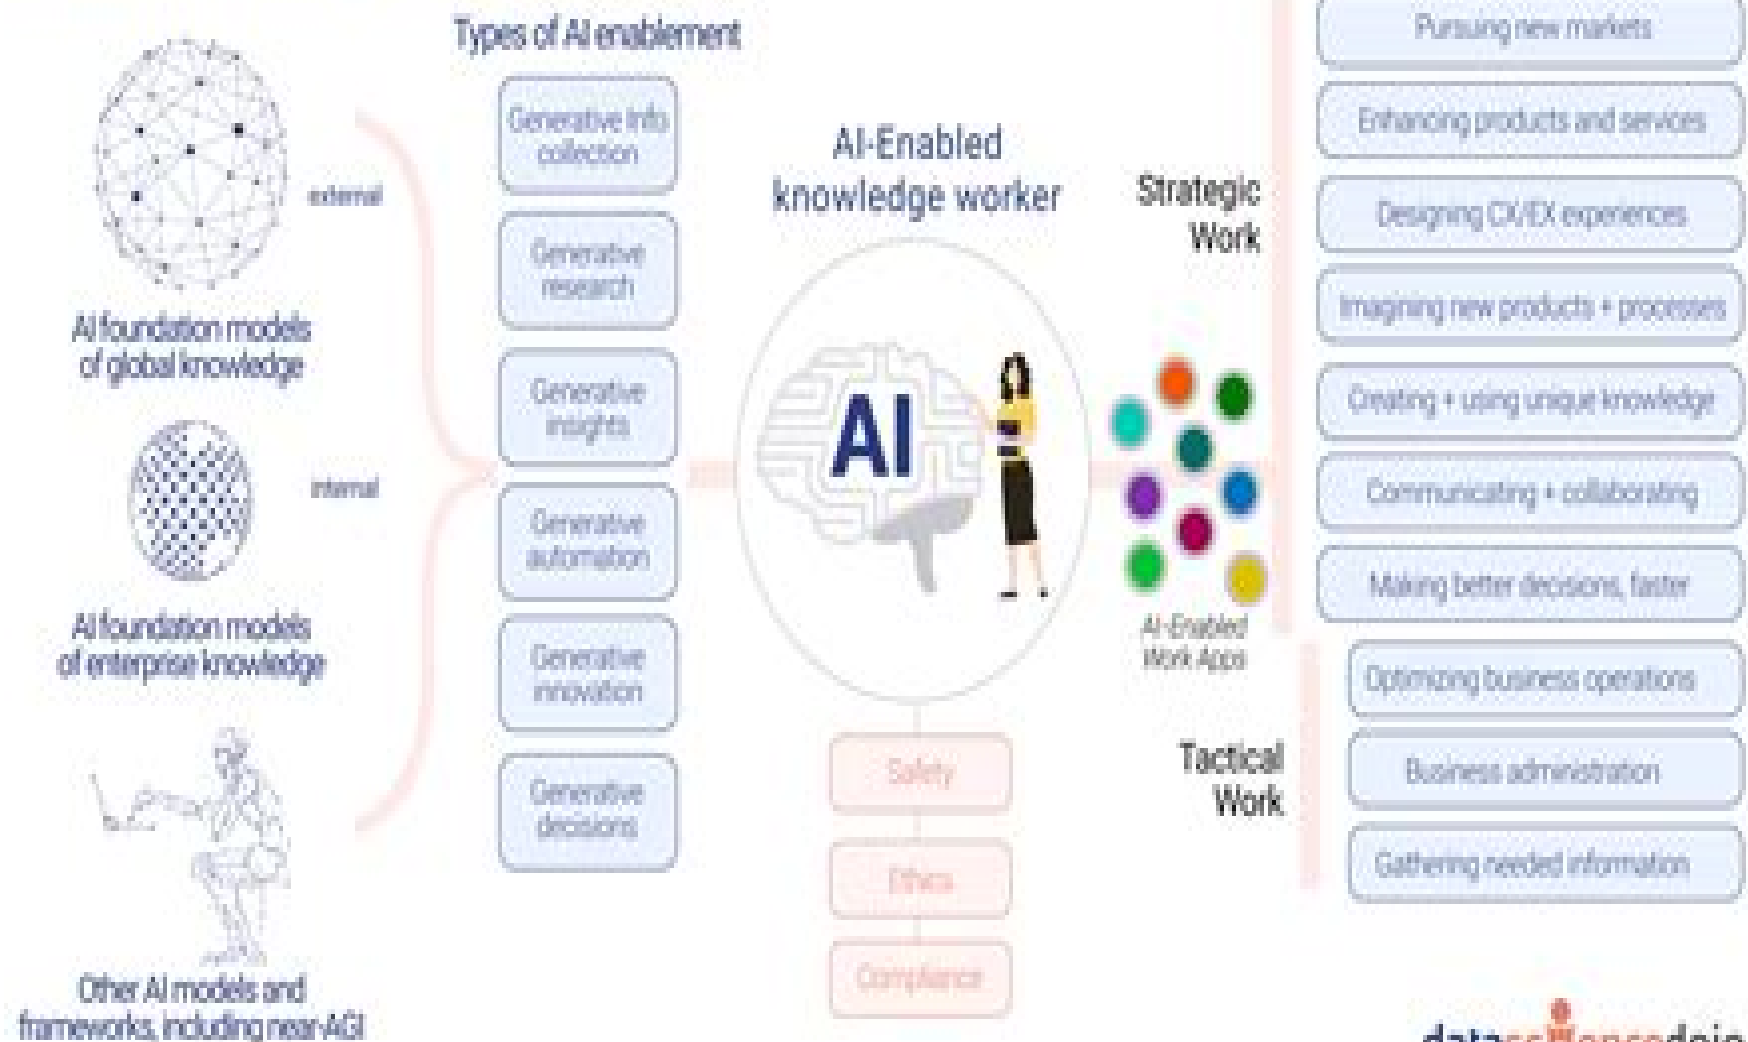 Types of AI enablement
external
AI foundation models
of global knowledge
Internal
AI foundation models
of enterprise knowledge
Other AI models and
frameworks, including near-AGI
Generative Info
collection
Generative
research
Generative
insights
Generative
automation
Generative
innovation
Generative
decisions
AI-Enabled
knowledge worker
AI
Safety
Ethics
Compliance
Strategic
Work
AI-Enabled
Work Apps
Tactical
Work
Pursuing new markets
Enhancing products and services
Designing CX/EX experiences
Imagining new products + processes
Creating + using unique knowledge
Communicating + collaborating
Making better decisions, faster
Optimizing business operations
Business administration
Gathering needed information
datasciencedojo